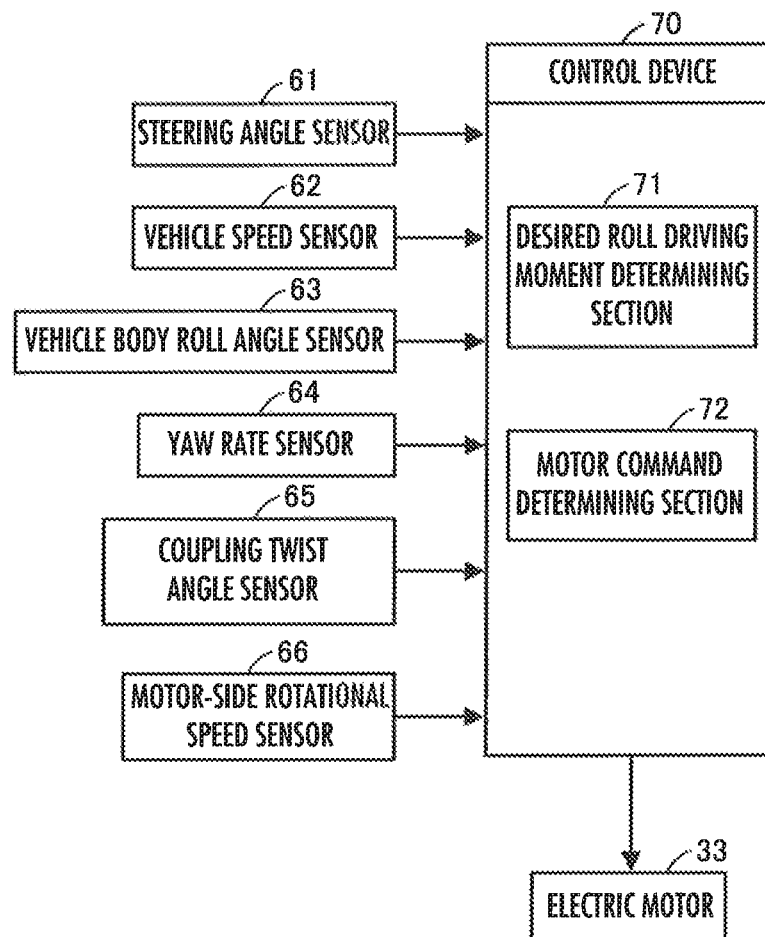 70
CONTROL DEVICE
61
STEERING ANGLE SENSOR
62
VEHICLE SPEED SENSOR
63
VEHICLE BODY ROLL ANGLE SENSOR
64
YAW RATE SENSOR
65
COUPLING TWIST
ANGLE SENSOR
66
MOTOR-SIDE ROTATIONAL
SPEED SENSOR
71
DESIRED ROLL DRIVING
MOMENT DETERMINING
SECTION
72
MOTOR COMMAND
DETERMINING SECTION
33
ELECTRIC MOTOR